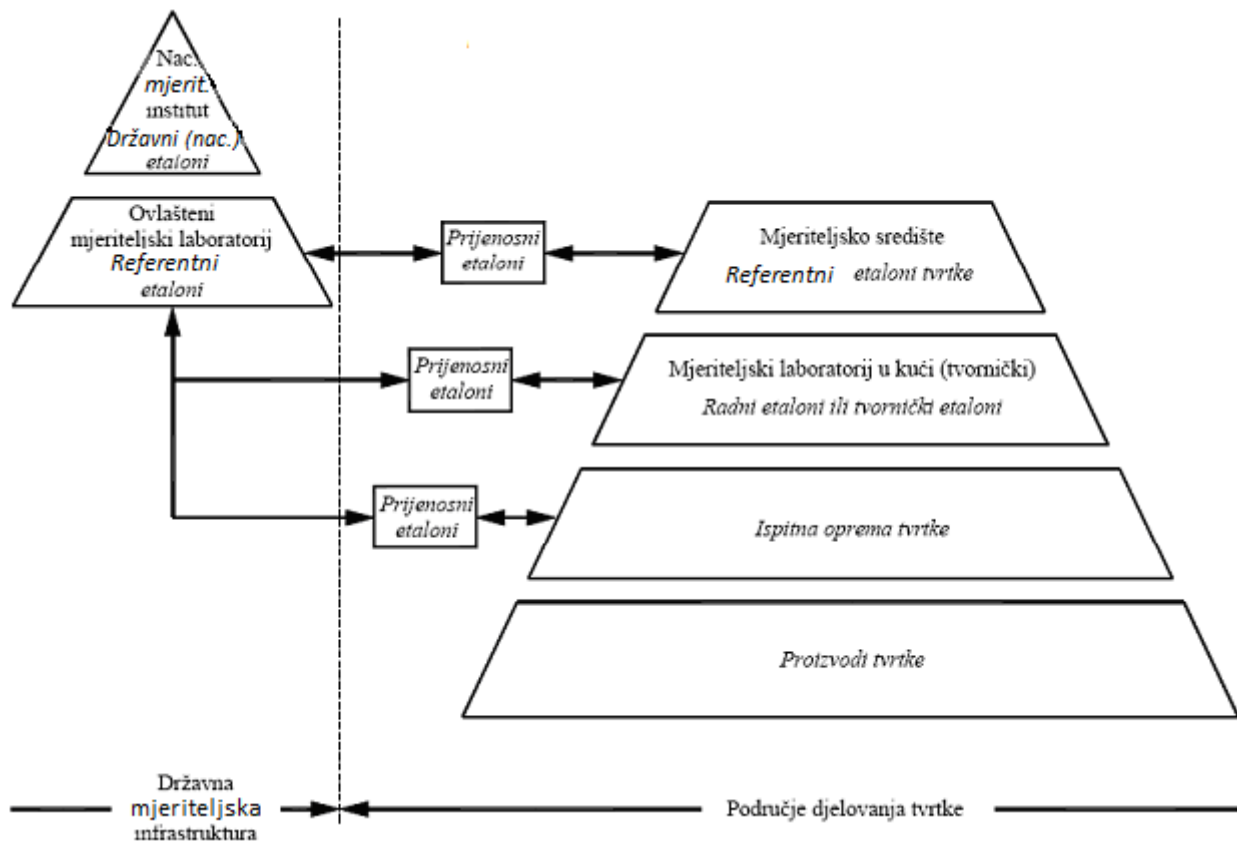 Nac.
mjerit.
institut
Državni (nac.)
etaloni
Ovlašteni
mjeriteljski laboratorij
Referentni
etaloni
Prijenosni
etaloni
Mjeriteljsko središte
Referentni etaloni tvrtke
Prijenosni
etaloni
Mjeriteljski laboratorij u kući (tvornički)
Radni etaloni ili tvornički etaloni
Prijenosni
etaloni
Ispitna oprema tvrtke
Proizvodi tvrtke
Državna
mjeriteljska
infrastruktura
Područje djelovanja tvrtke